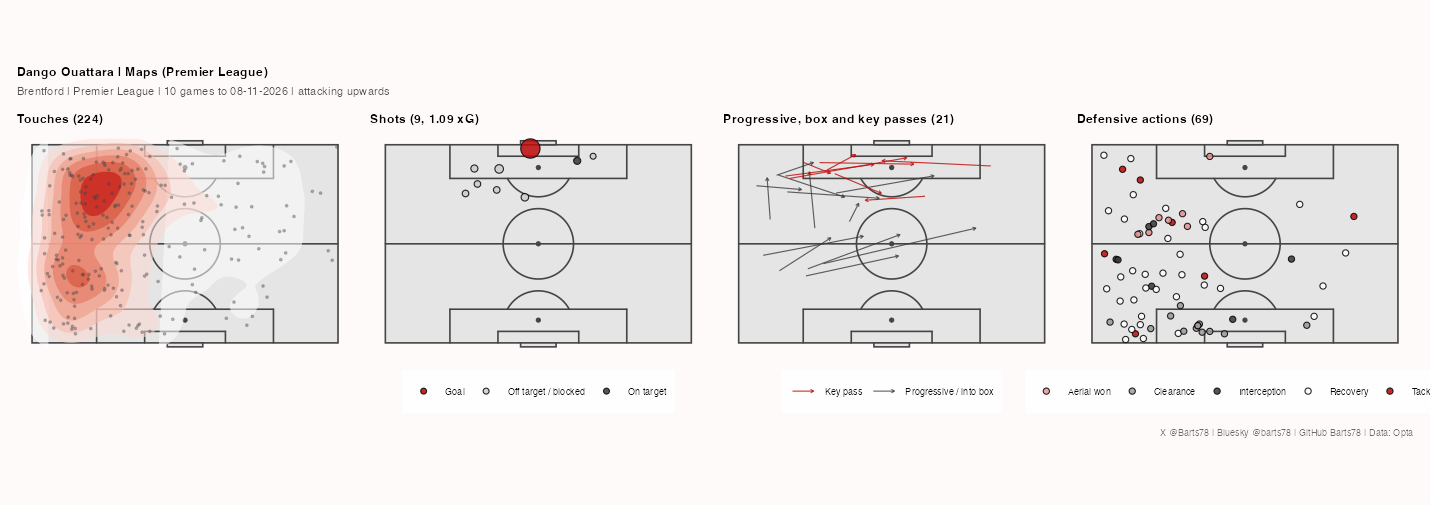 Dango Ouattara | Maps (Premier League)
Brentford | Premier League | 10 games to 08-11-2026 | attacking upwards
Touches (224)
Shots (9, 1.09 xG)
Progressive, box and key passes (21)
Defensive actions (69)
Goal
Off target / blocked
On target
Key pass
Progressive / into box
Aerial won
Clearance
Interception
Recovery
Tack
X @Barts78 | Bluesky @barts78 | GitHub Barts78 | Data: Opta